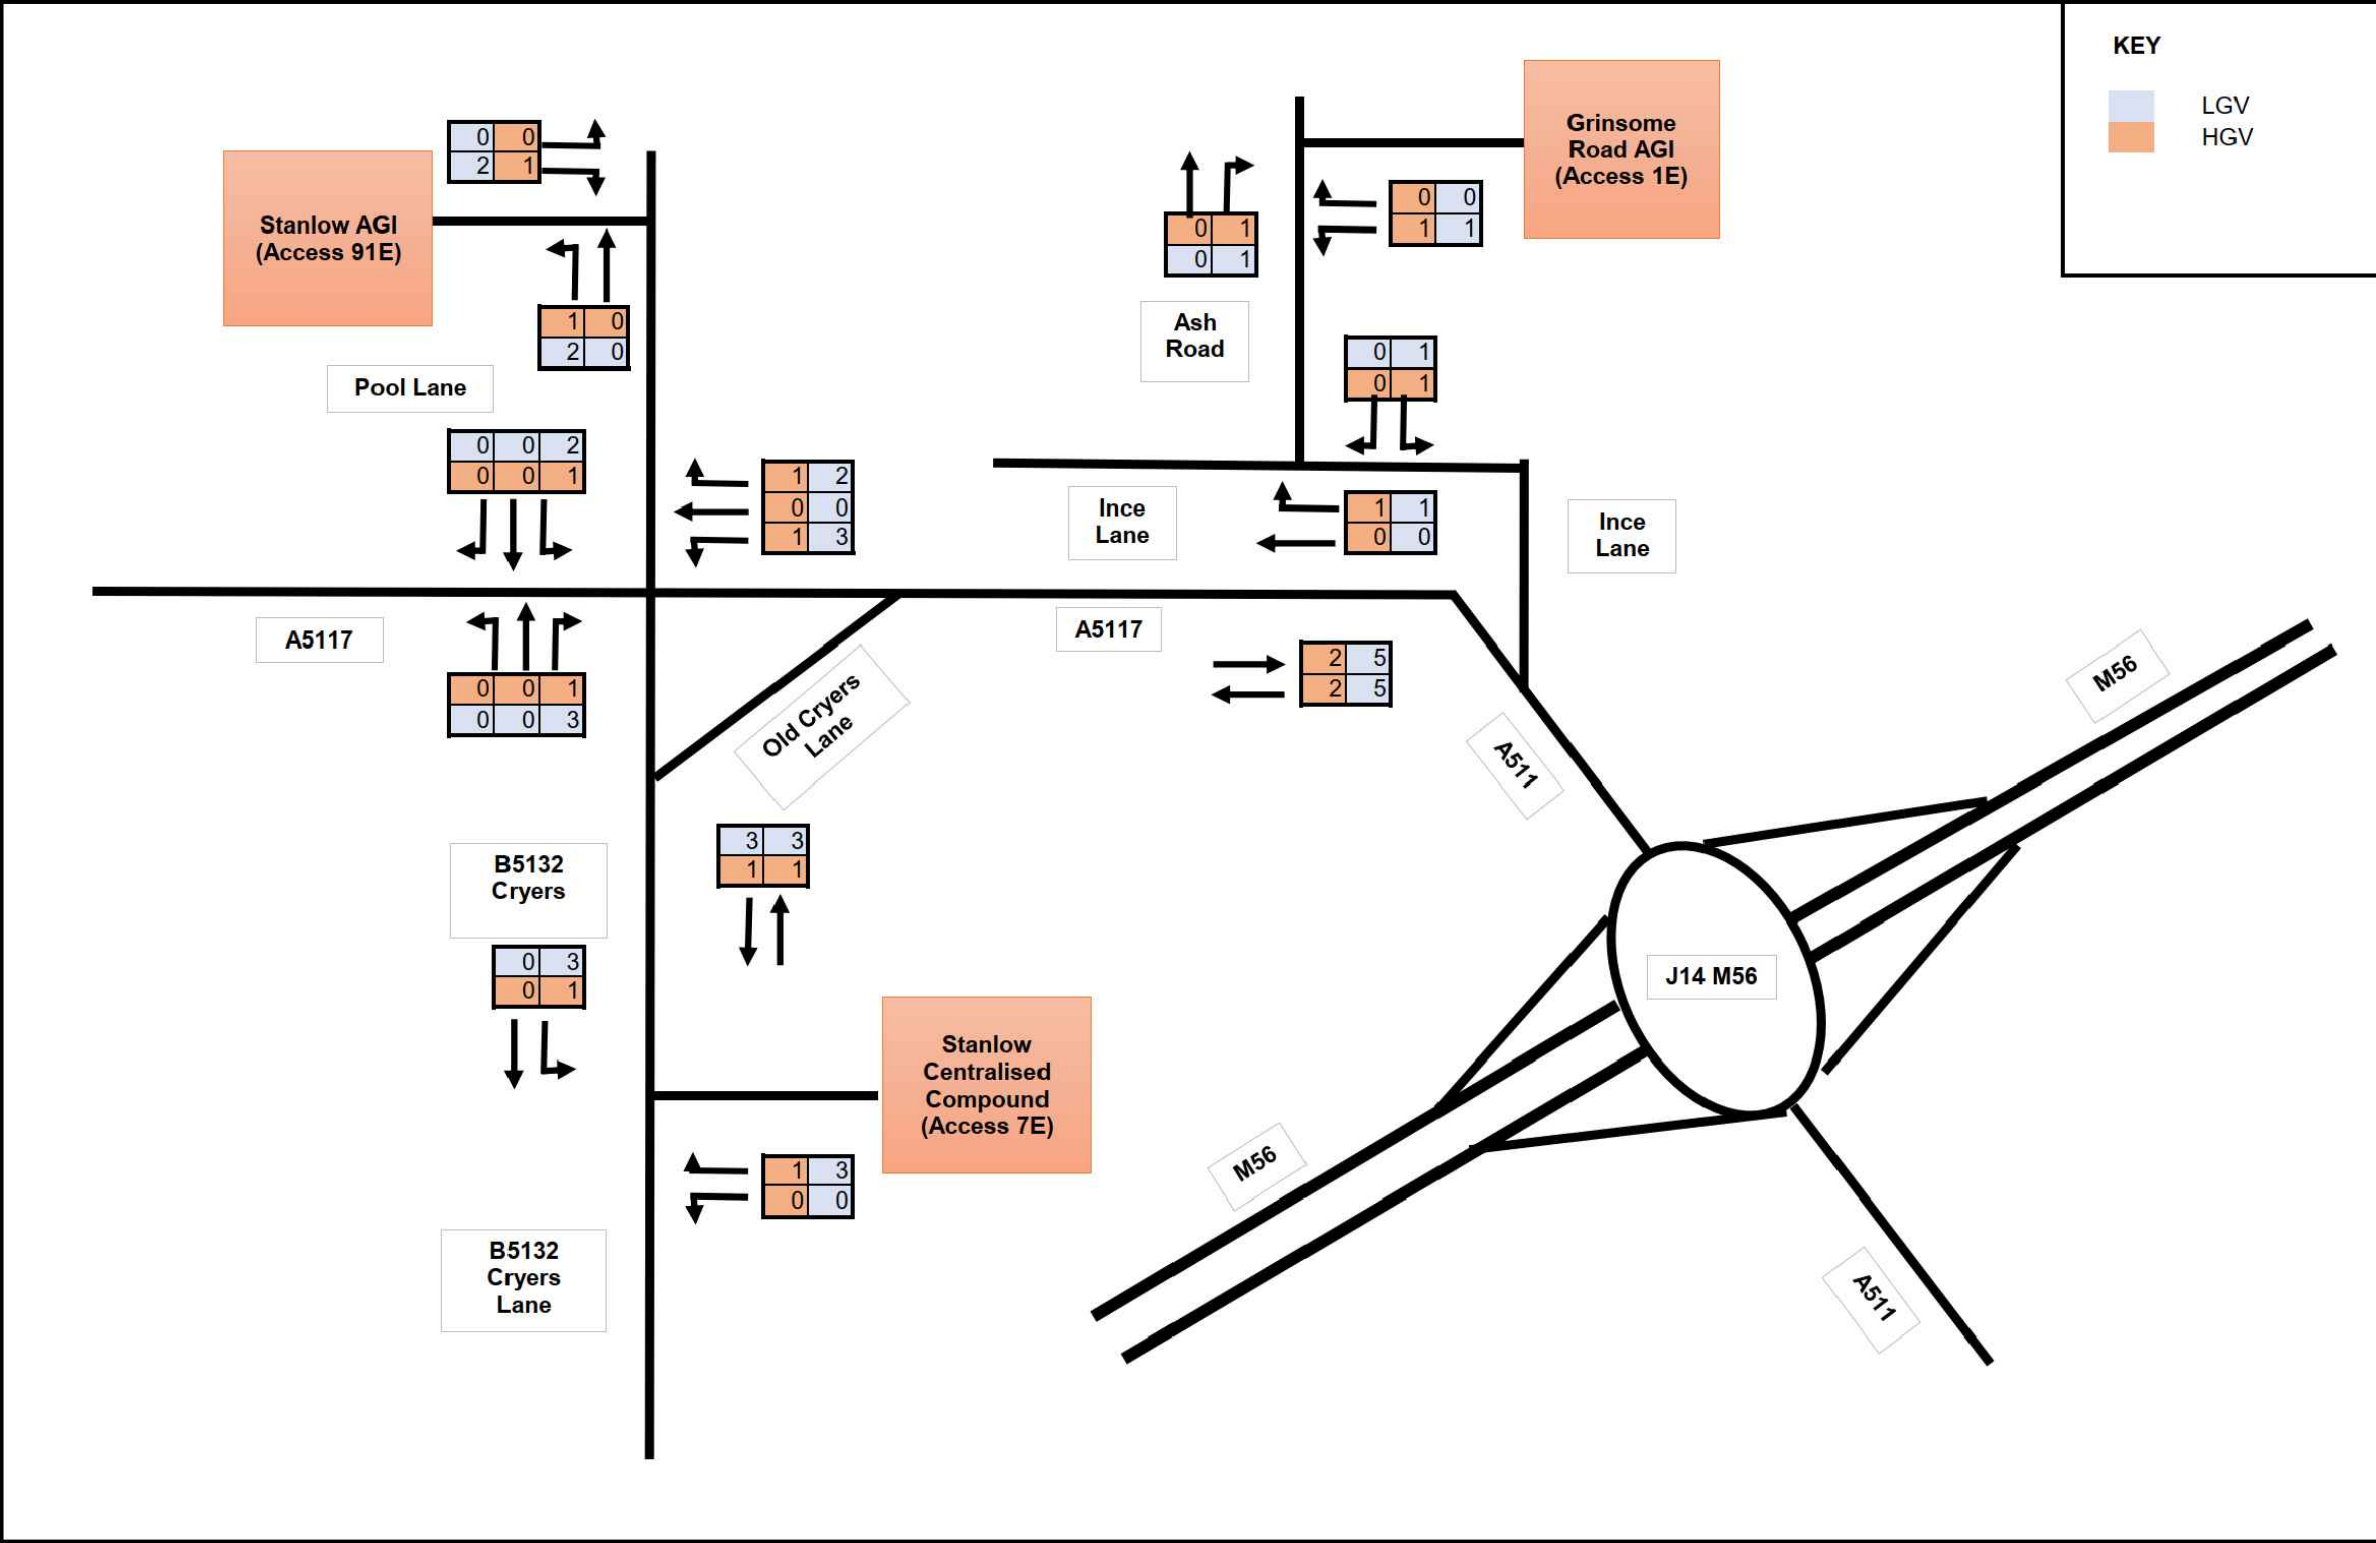 KEY
LGV
HGV
0 0
2 1
Stanlow AGI
(Access 91E)
1 0
2 0
Pool Lane
0 0 2
0 0 1
1 2
0 0
1 3
A5117
0 0 1
0 0 3
Old Cryers
Lane
B5132
Cryers
3 3
1 1
0 3
0 1
Stanlow
Centralised
Compound
(Access 7E)
1 3
0 0
B5132
Cryers
Lane
Grinsome
Road AGI
(Access 1E)
0 0
1 1
0 1
0 1
Ash
Road
0 1
0 1
Ince
Lane
1 1
0 0
Ince
Lane
A5117
2 5
2 5
A511
M56
J14 M56
M56
A511